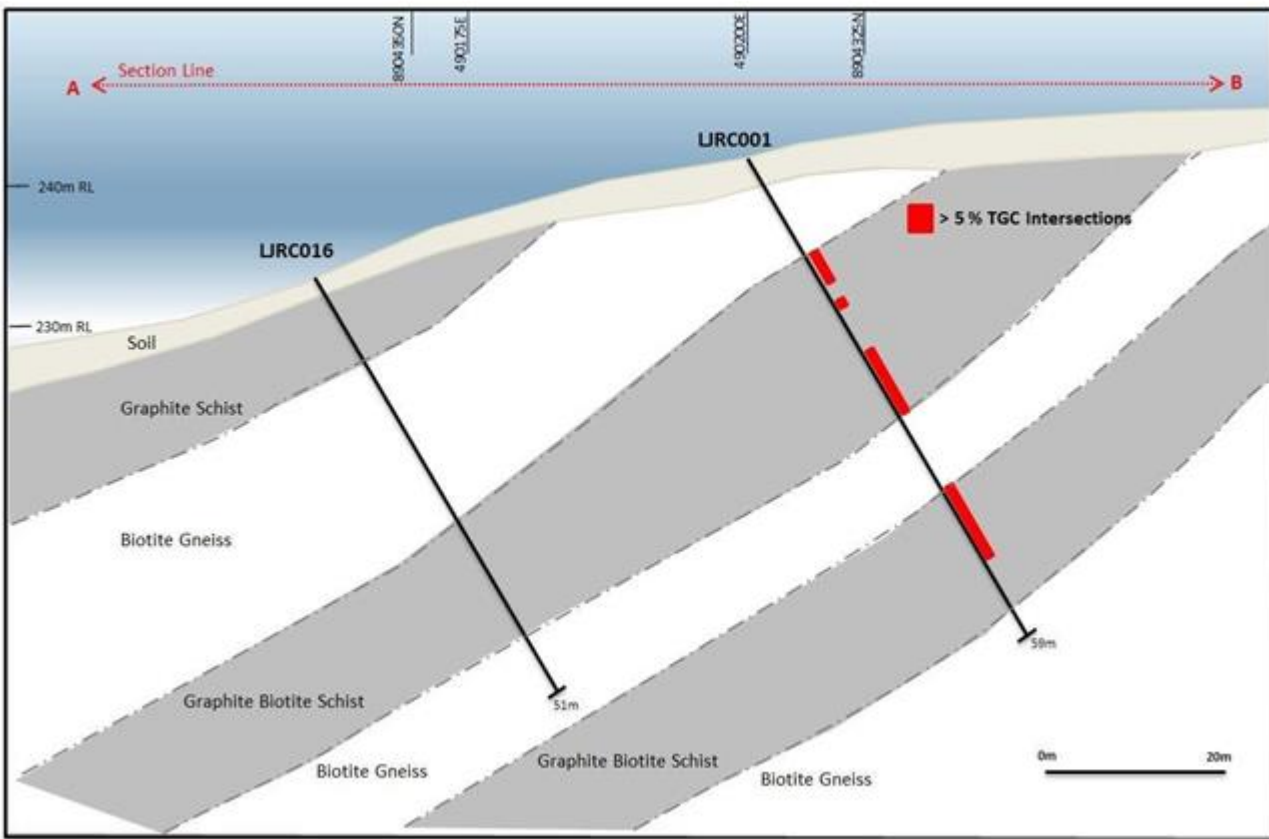 8904350N
490175E
490200E
8904325N
Section Line
A
B
LJRC001
240m RL
> 5 % TGC Intersections
LJRC016
230m RL
Soil
Graphite Schist
Biotite Gneiss
59m
Graphite Biotite Schist
51m
0m
20m
Graphite Biotite Schist
Biotite Gneiss
Biotite Gneiss